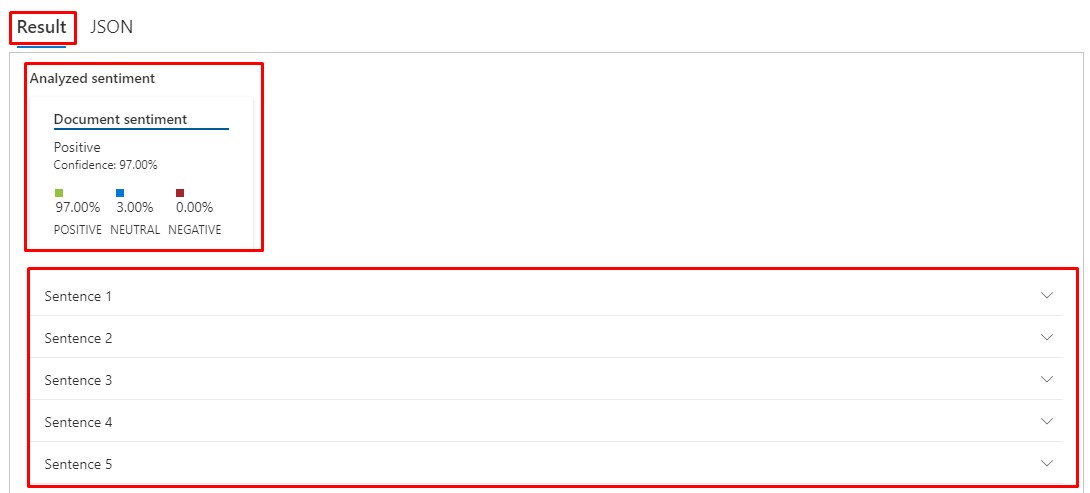 Result JSON
Analyzed sentiment
Document sentiment
Positive
Confidence: 97.00%
97.00% 3.00% 0.00%
POSITIVE NEUTRAL NEGATIVE
Sentence 1
Sentence 2
Sentence 3
Sentence 4
Sentence 5